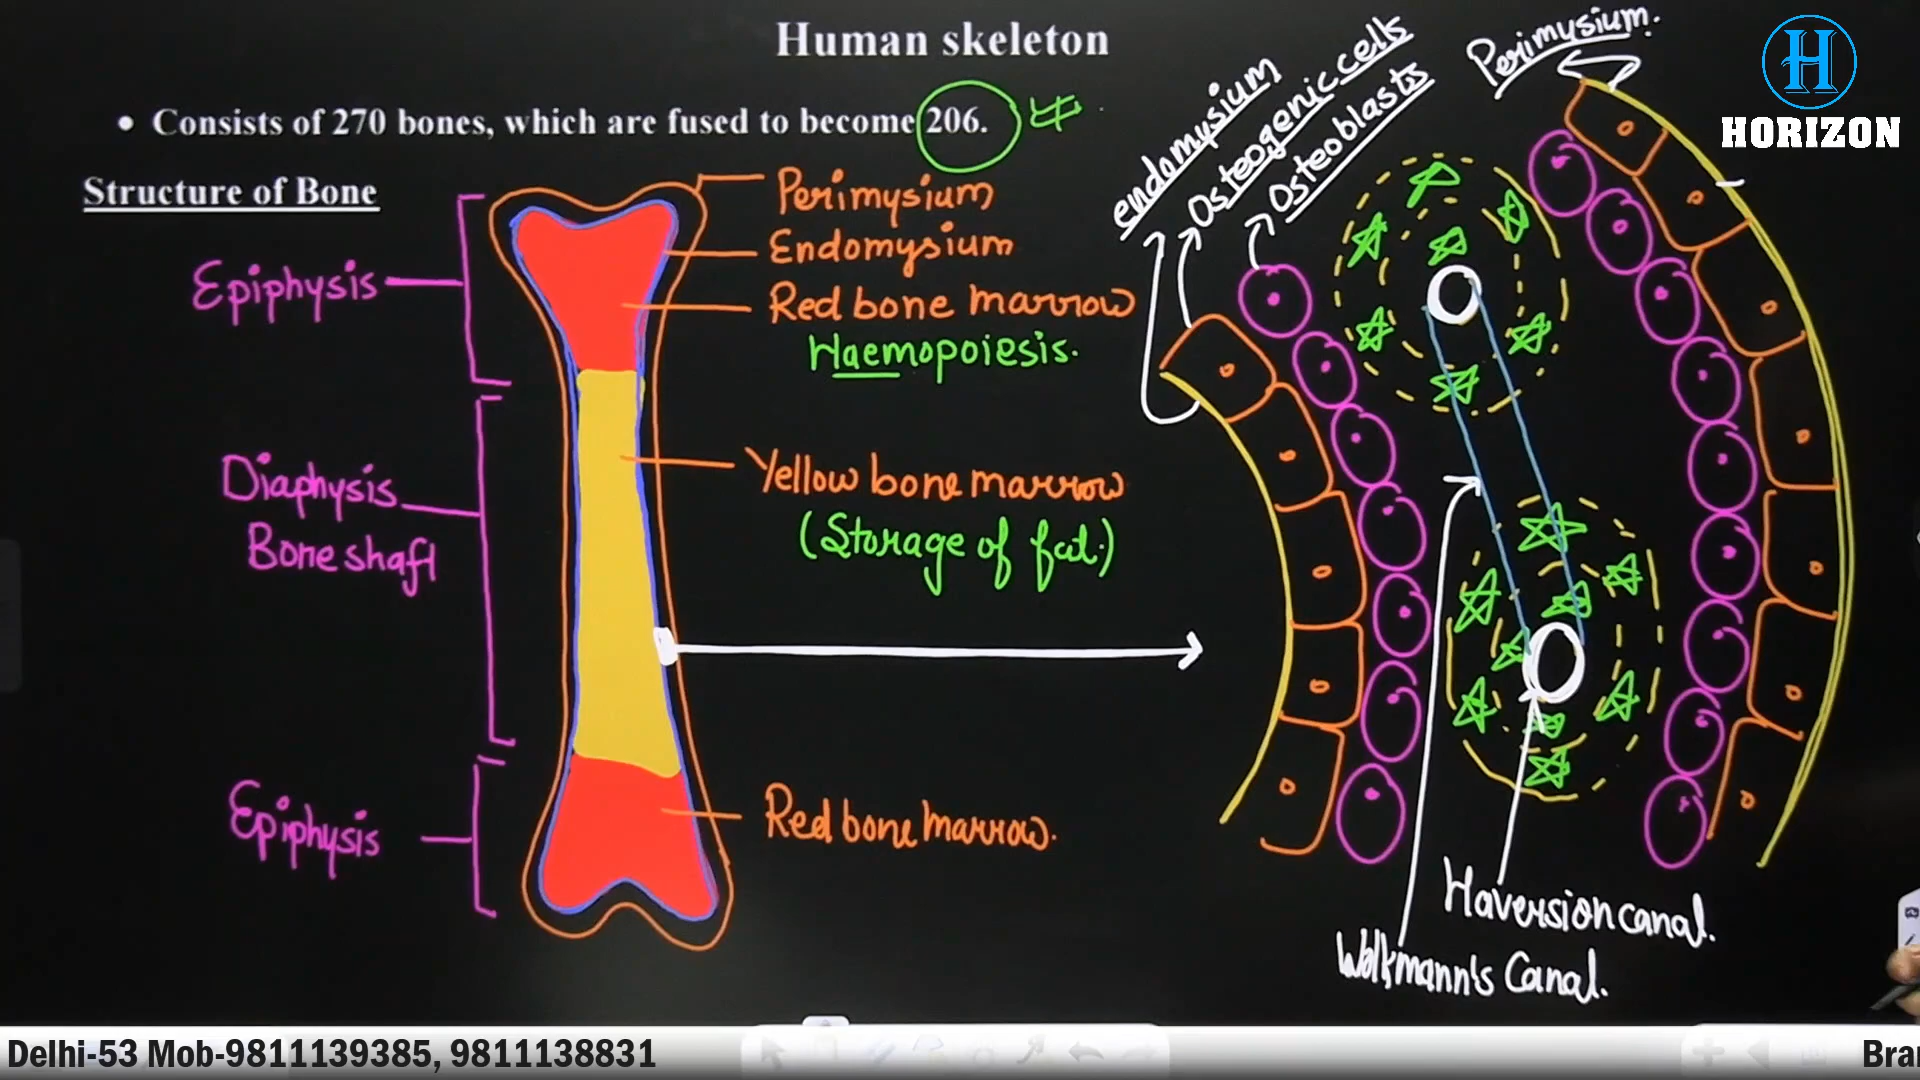 Human skeleton
• Consists of 270 bones, which are fused to become 206.
Structure of Bone
Epiphysis
Diaphysis
Bone shaft
Epiphysis
Perimysium
Endomysium
Red bone marrow
Haemopoiesis.
Yellow bone marrow
(Storage of fat.)
Red bone marrow.
endomysium
Osteogenic cells
Osteoblasts
Perimysium.
Haversion canal.
Wolkmann's Canal.
H
HORIZON
Delhi-53 Mob-9811139385, 9811138831
Bra